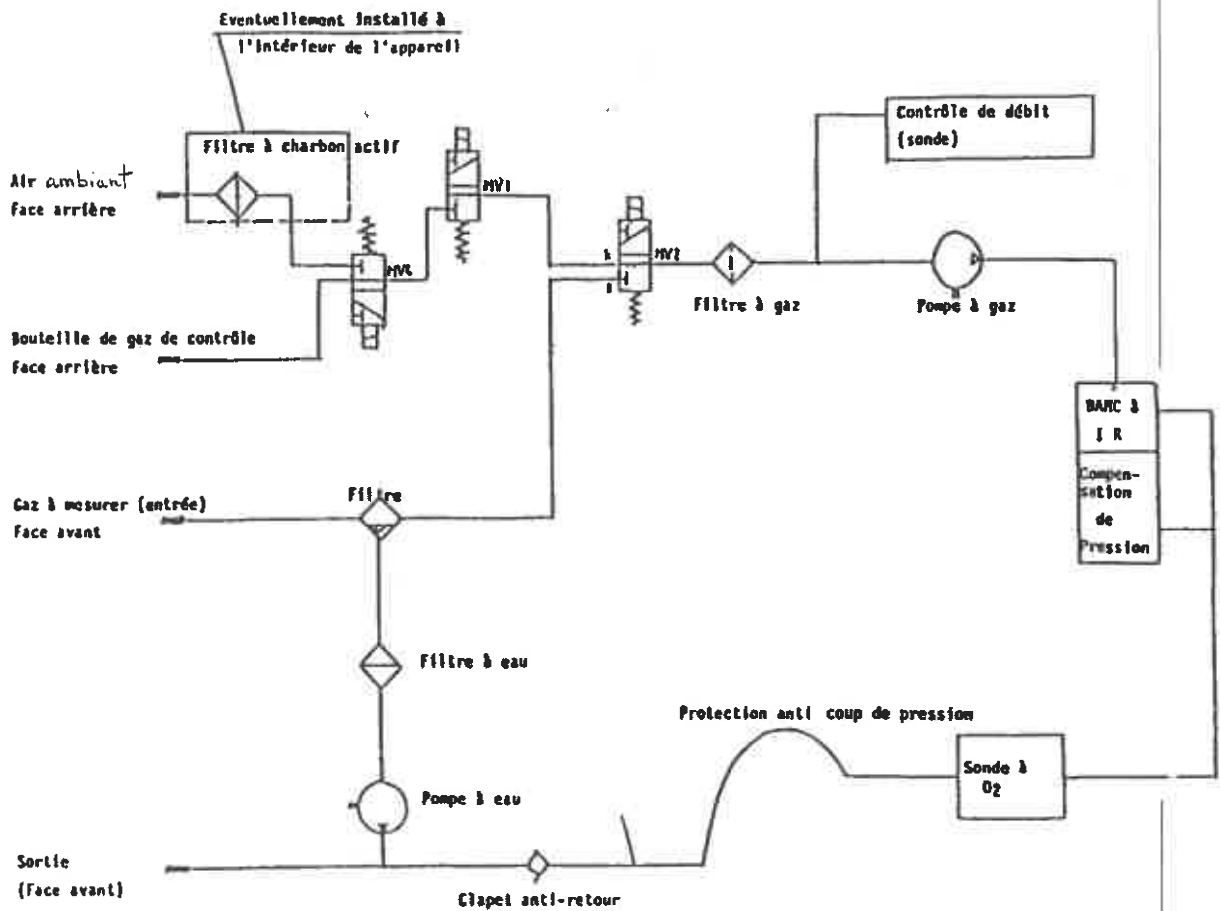 Eventuellement installé à
l'intérieur de l'appareil
Filtre à charbon actif
Air ambiant
Face arrière
MV1
Contrôle de débit
(sonde)
MV2
MV6
Filtre à gaz
Pompe à gaz
Bouteille de gaz de contrôle
Face arrière
BAMC à
I R
Compen-
sation
de
Pression
Filtre
Gaz à mesurer (entrée)
Face avant
Filtre à eau
Protection anti coup de pression
Sonde à
O2
Pompe à eau
Sortie
(Face avant)
Clapet anti-retour